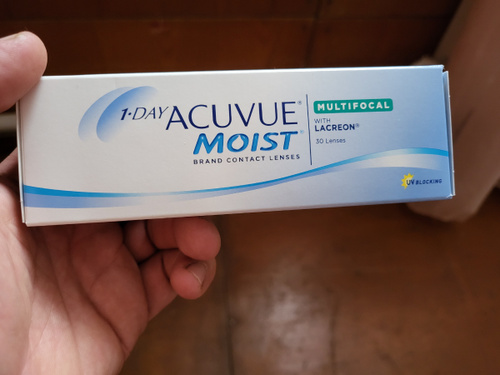 1·DAY ACUVUE®
MOIST®
BRAND CONTACT LENSES
MULTIFOCAL
WITH
LACREON®
30 Lenses
UV BLOCKING